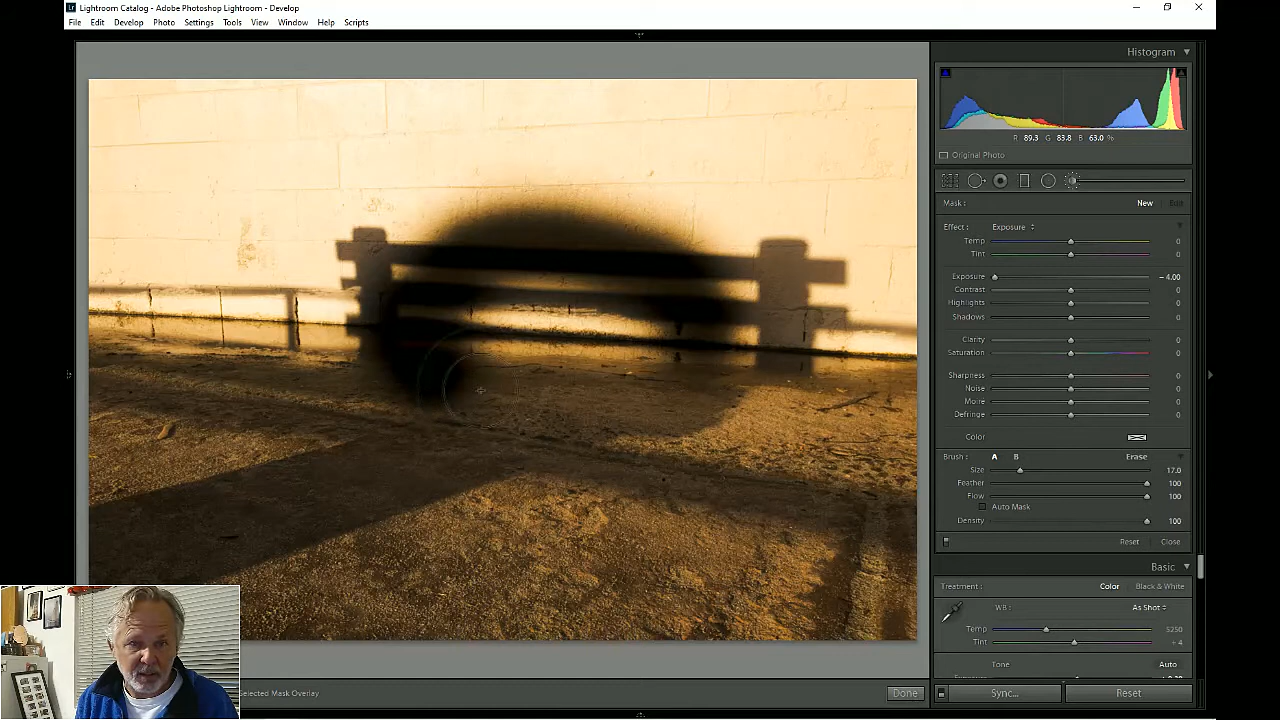 Lightroom Catalog - Adobe Photoshop Lightroom - Develop
File Edit Develop Photo Settings Tools View Window Help Scripts
Histogram
R 89.3 G 83.8 B 63.0 %
Original Photo
Mask : New Edit
Effect : Exposure
Temp 0
Tint 0
Exposure – 4.00
Contrast 0
Highlights 0
Shadows 0
Clarity 0
Saturation 0
Sharpness 0
Noise 0
Moire 0
Defringe 0
Color
Brush : A B Erase
Size 17.0
Feather 100
Flow 100
Auto Mask
Density 100
Reset Close
Basic
Treatment : Color Black & White
WB : As Shot
Temp 5250
Tint + 4
Tone Auto
Selected Mask Overlay
Done
Sync...
Reset